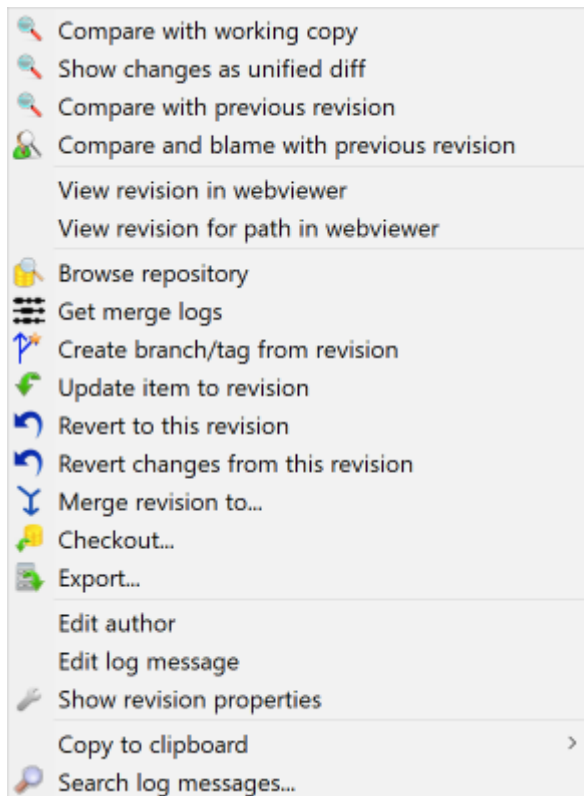 Compare with working copy
Show changes as unified diff
Compare with previous revision
Compare and blame with previous revision
View revision in webviewer
View revision for path in webviewer
Browse repository
Get merge logs
Create branch/tag from revision
Update item to revision
Revert to this revision
Revert changes from this revision
Merge revision to...
Checkout...
Export...
Edit author
Edit log message
Show revision properties
Copy to clipboard
Search log messages...